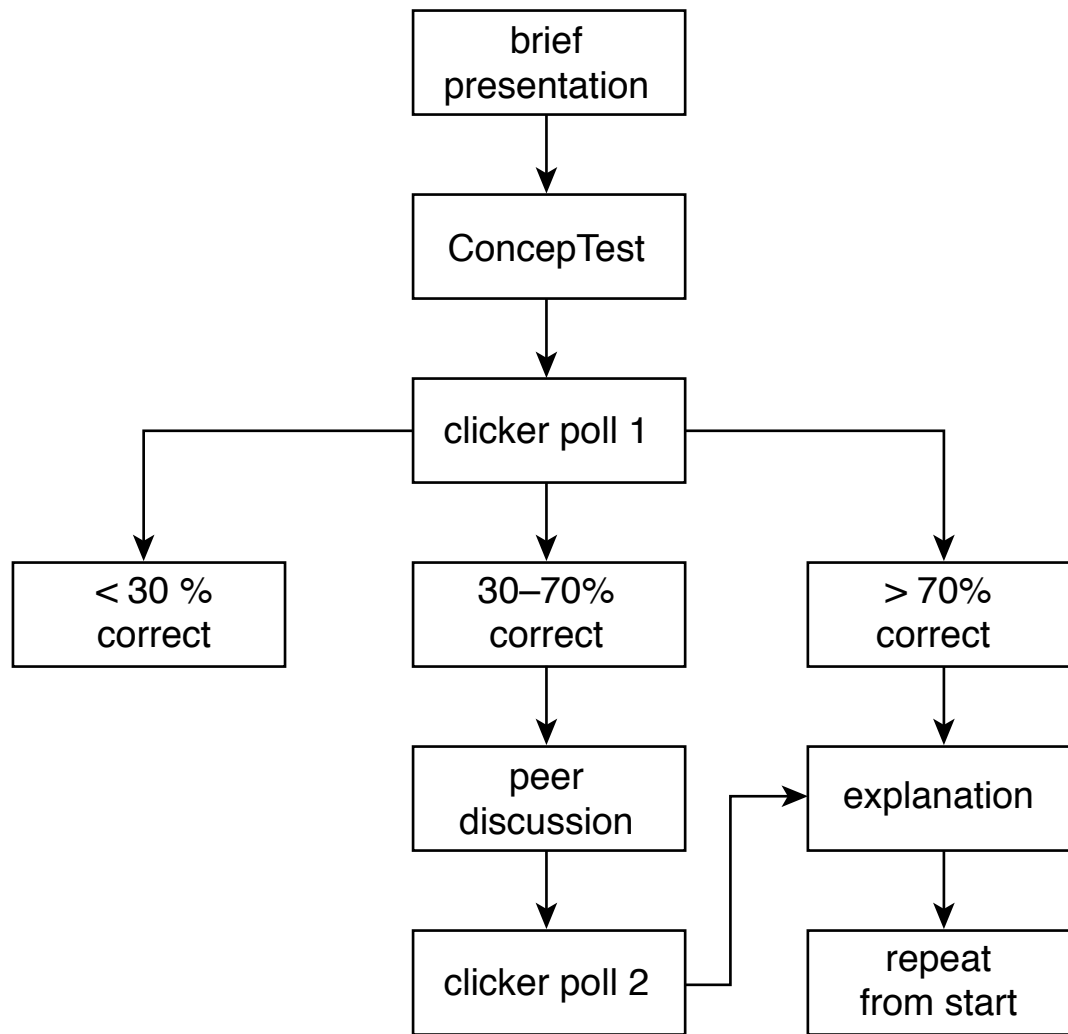 brief
presentation
ConcepTest
clicker poll 1
< 30 %
correct
30–70%
correct
> 70%
correct
peer
discussion
explanation
clicker poll 2
repeat
from start